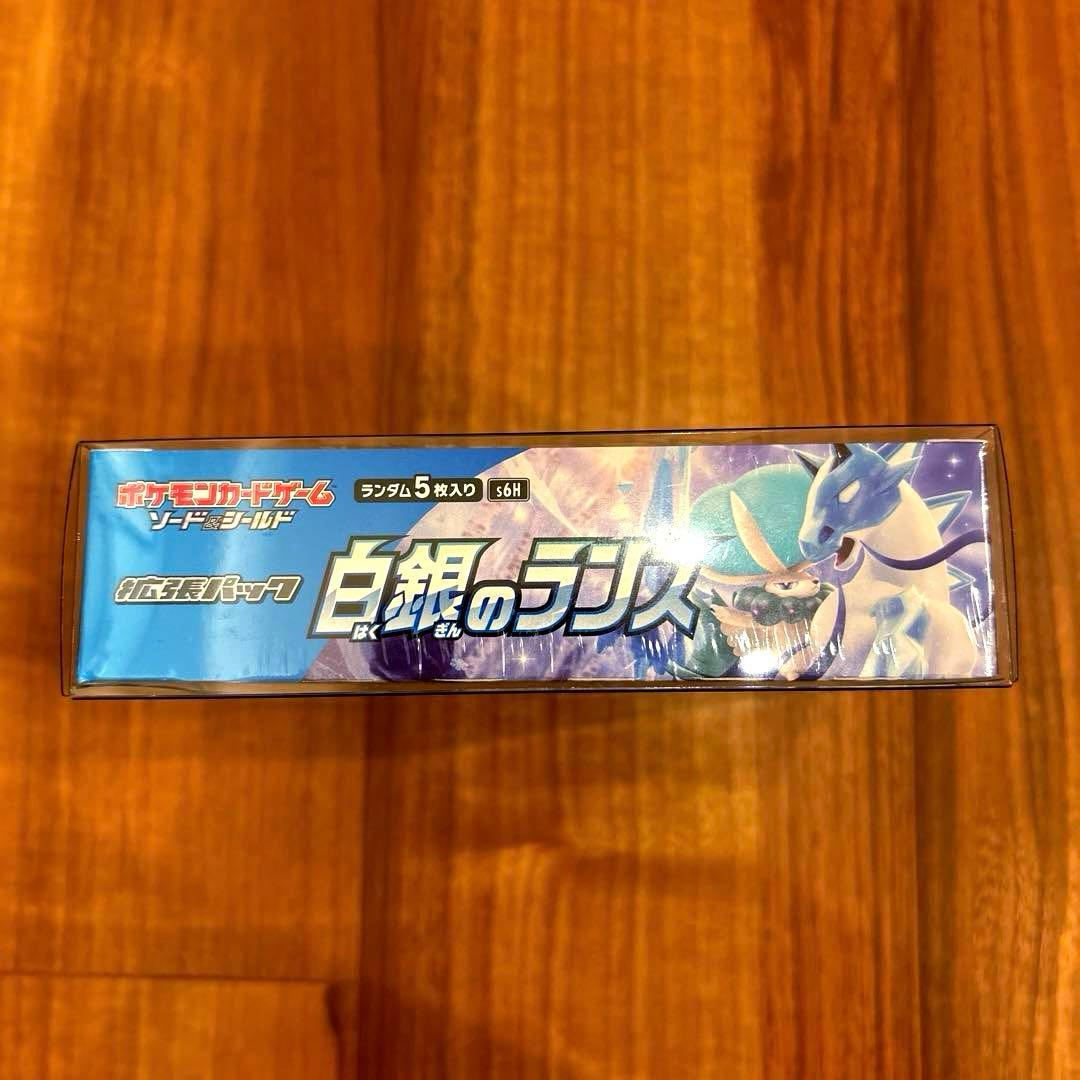 ポケモンカードゲーム
ソード&シールド
ランダム5枚入り s6H
拡張パック
白銀のランス
はく ぎん